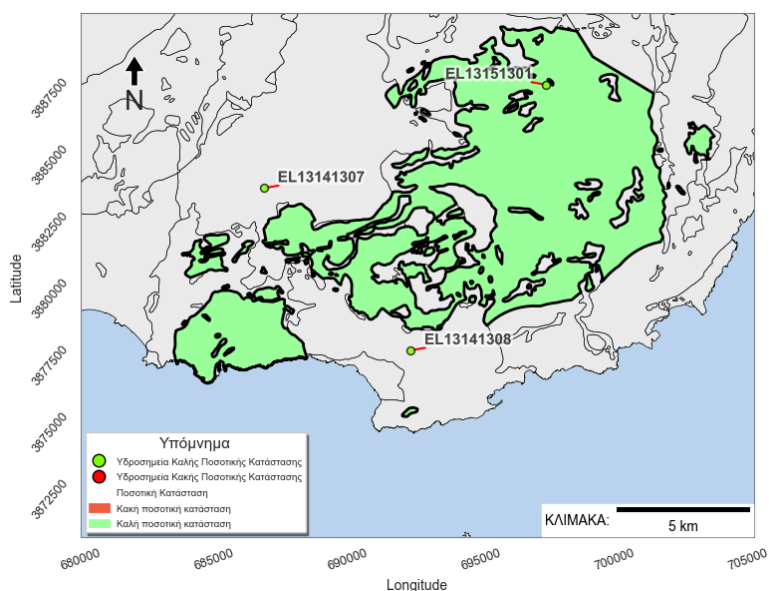 N
EL13151301
EL13141307
EL13141308
3887500
3885000
3882500
3880000
3877500
3875000
3872500
Latitude
Υπόμνημα
Υδροσημεία Καλής Ποσοτικής Κατάστασης
Υδροσημεία Κακής Ποσοτικής Κατάστασης
Ποσοτική Κατάσταση
Κακή ποσοτική κατάσταση
Καλή ποσοτική κατάσταση
ΚΛΙΜΑΚΑ:
5 km
680000
685000
690000
695000
700000
705000
Longitude